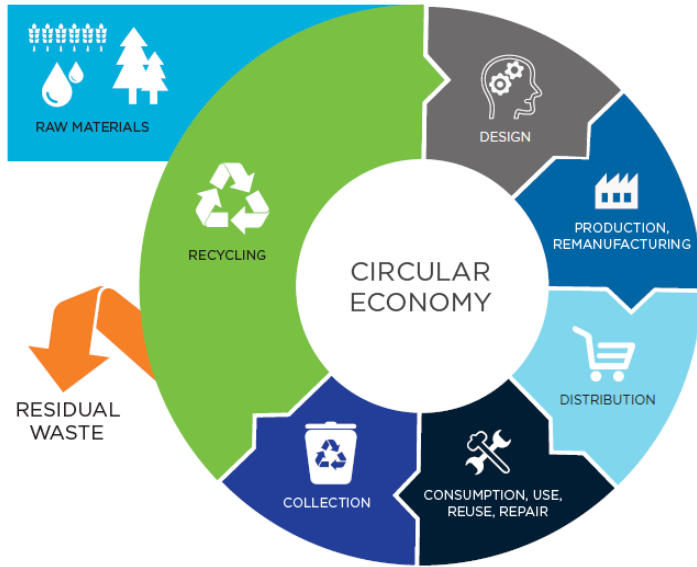 RAW MATERIALS
DESIGN
PRODUCTION,
REMANUFACTURING
RECYCLING
CIRCULAR
ECONOMY
DISTRIBUTION
RESIDUAL
WASTE
COLLECTION
CONSUMPTION, USE,
REUSE, REPAIR